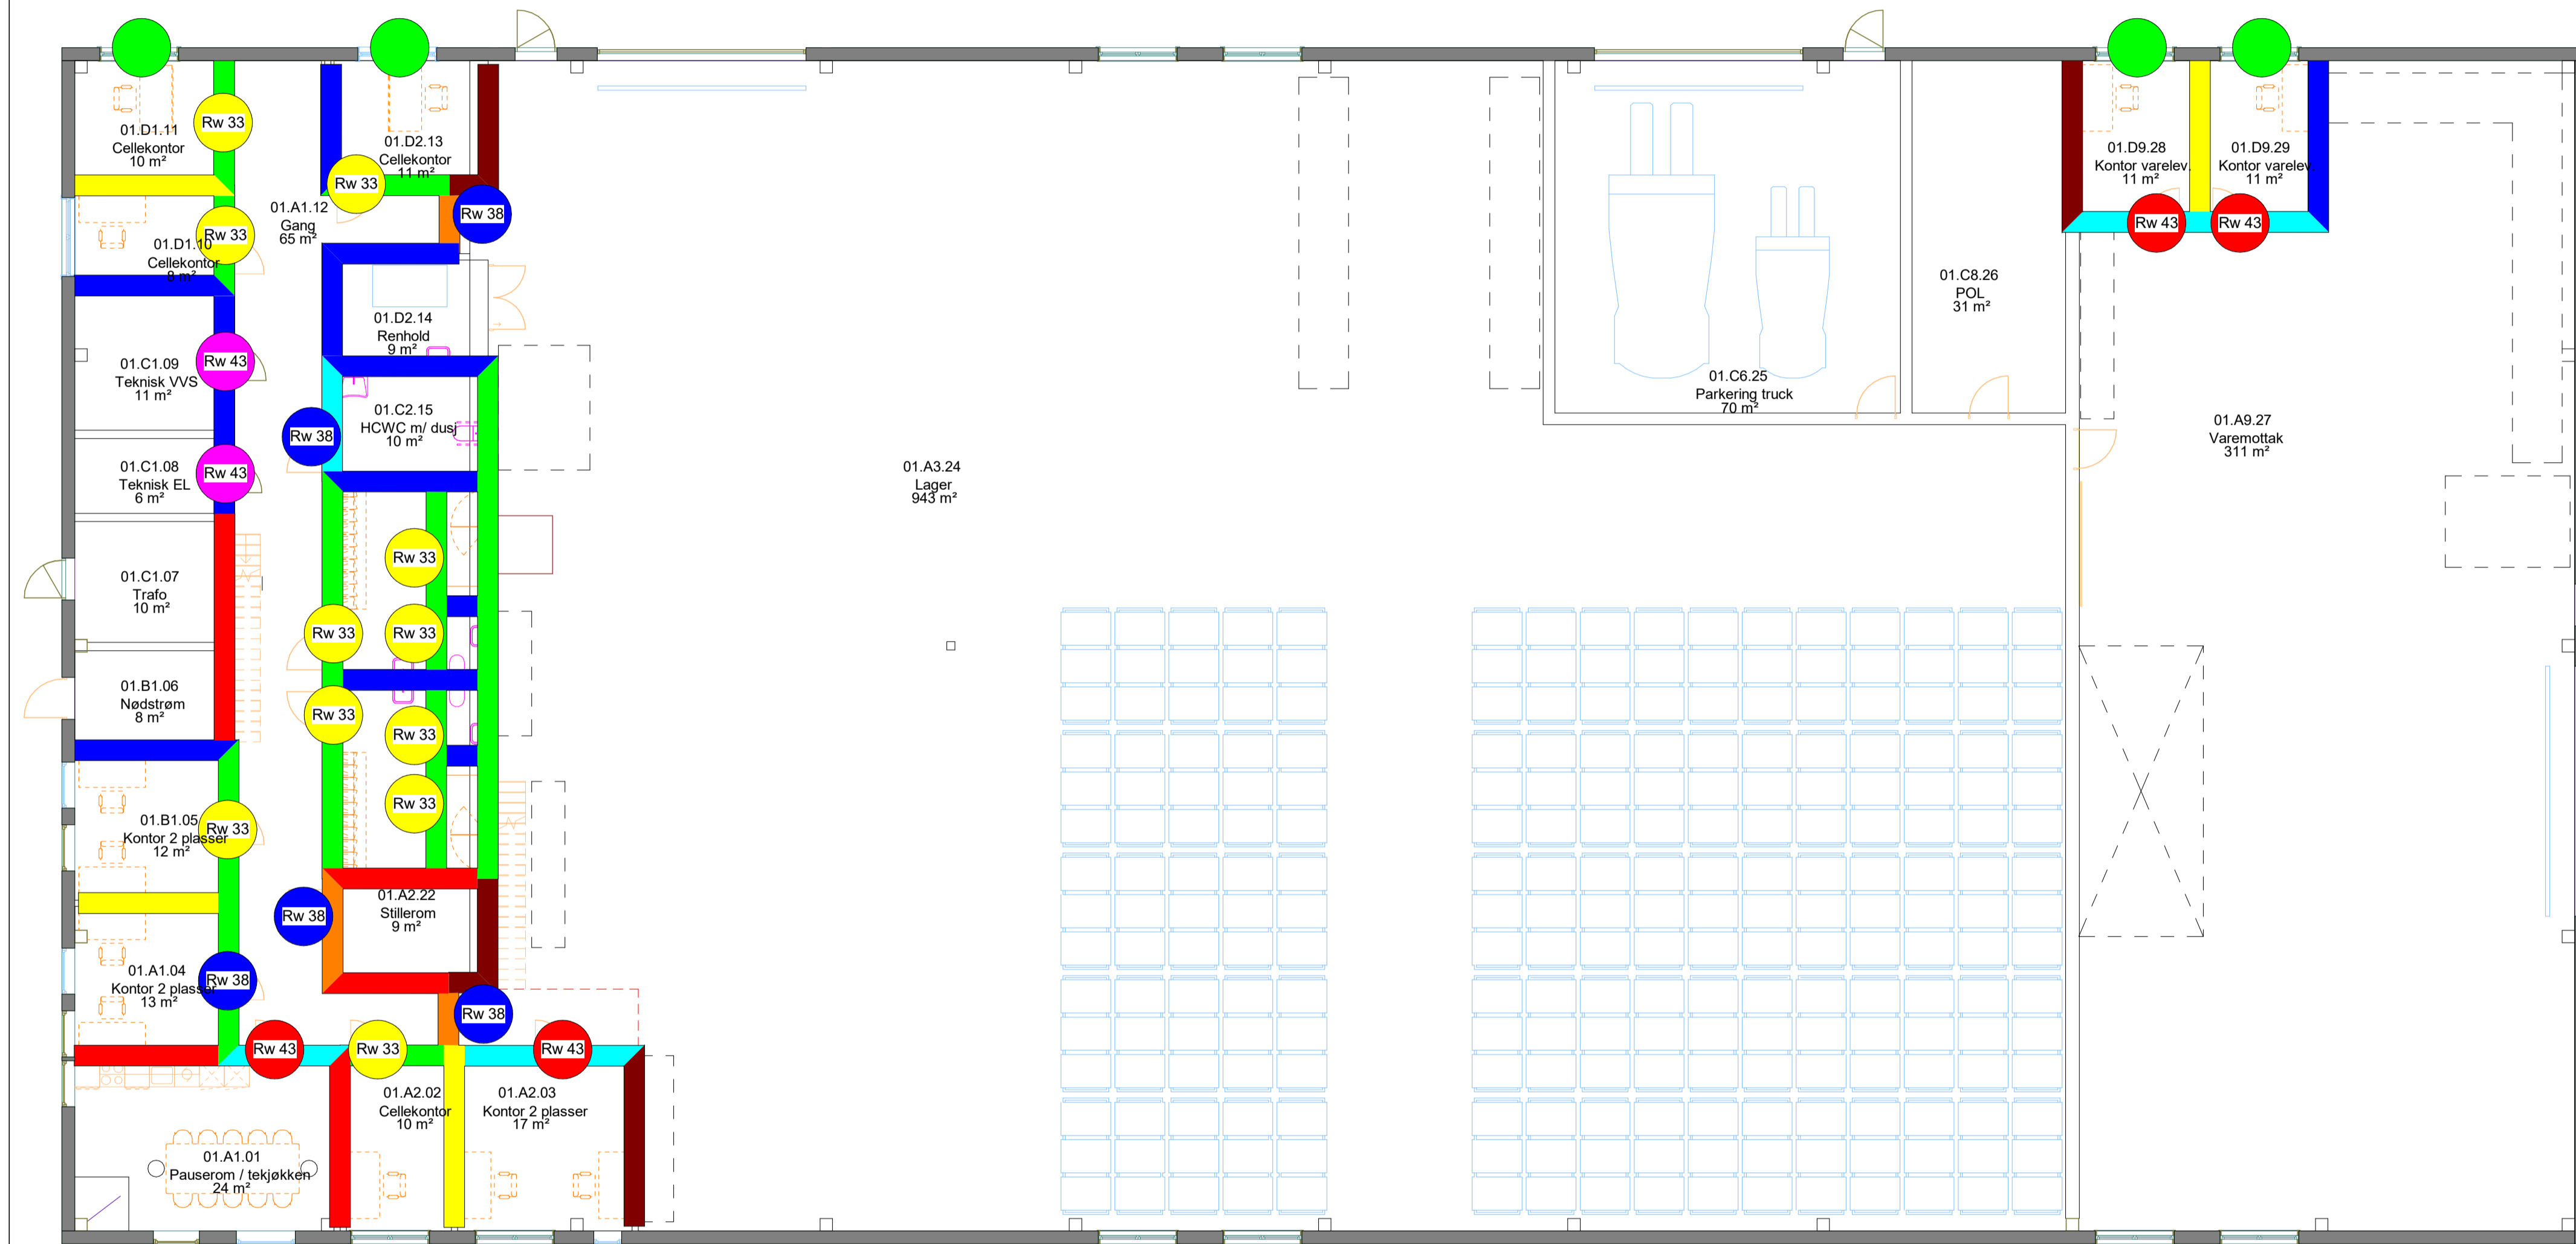 01.D1.11
Cellekontor
10 m²
Rw 33
01.D2.13
Cellekontor
11 m²
Rw 33
01.D9.28
Kontor varelev.
11 m²
01.D9.29
Kontor varelev.
11 m²
01.A1.12
Gang
65 m²
Rw 38
Rw 43
Rw 43
01.D1.10
Cellekontor
8 m²
Rw 33
01.C8.26
POL
31 m²
01.D2.14
Renhold
9 m²
01.C1.09
Teknisk VVS
11 m²
Rw 43
01.C6.25
Parkering truck
70 m²
01.C2.15
HCWC m/ dusj
10 m²
Rw 38
01.A9.27
Varemottak
311 m²
01.C1.08
Teknisk EL
6 m²
Rw 43
01.A3.24
Lager
943 m²
Rw 33
01.C1.07
Trafo
10 m²
Rw 33
Rw 33
01.B1.06
Nødstrøm
8 m²
Rw 33
Rw 33
Rw 33
01.B1.05
Kontor 2 plasser
12 m²
Rw 33
01.A2.22
Stillerom
9 m²
Rw 38
01.A1.04
Kontor 2 plasser
13 m²
Rw 38
Rw 38
Rw 43
Rw 33
Rw 43
01.A2.02
Cellekontor
10 m²
01.A2.03
Kontor 2 plasser
17 m²
01.A1.01
Pauserom / tekjøkken
24 m²